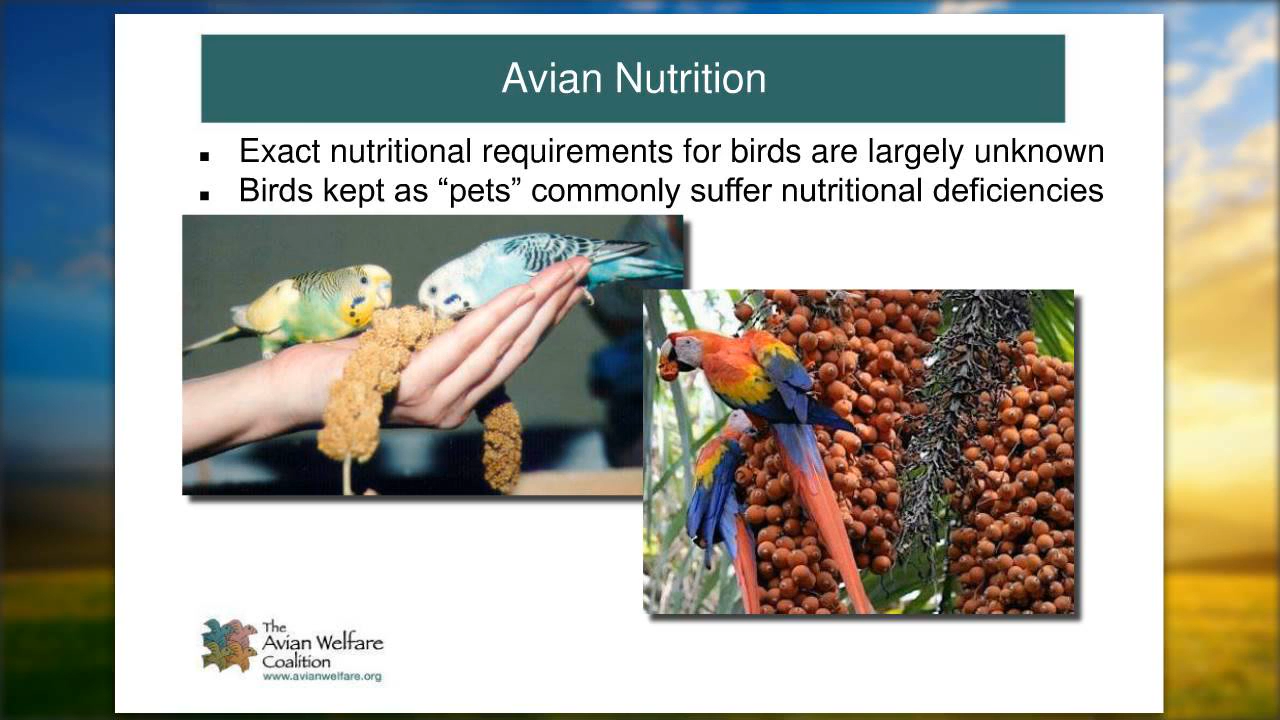 Avian Nutrition
Exact nutritional requirements for birds are largely unknown
Birds kept as “pets” commonly suffer nutritional deficiencies
The
Avian Welfare
Coalition
www.avianwelfare.org